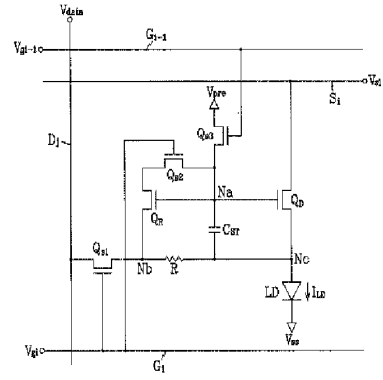 Vdain
Vgi-1
Gi-1
Vsi
Si
Vpre
Qs3
Dj
Qs2
Na
QR
QD
CST
Qs1
Nb
R
Nc
LD
ILD
Vss
Vgi
Gi